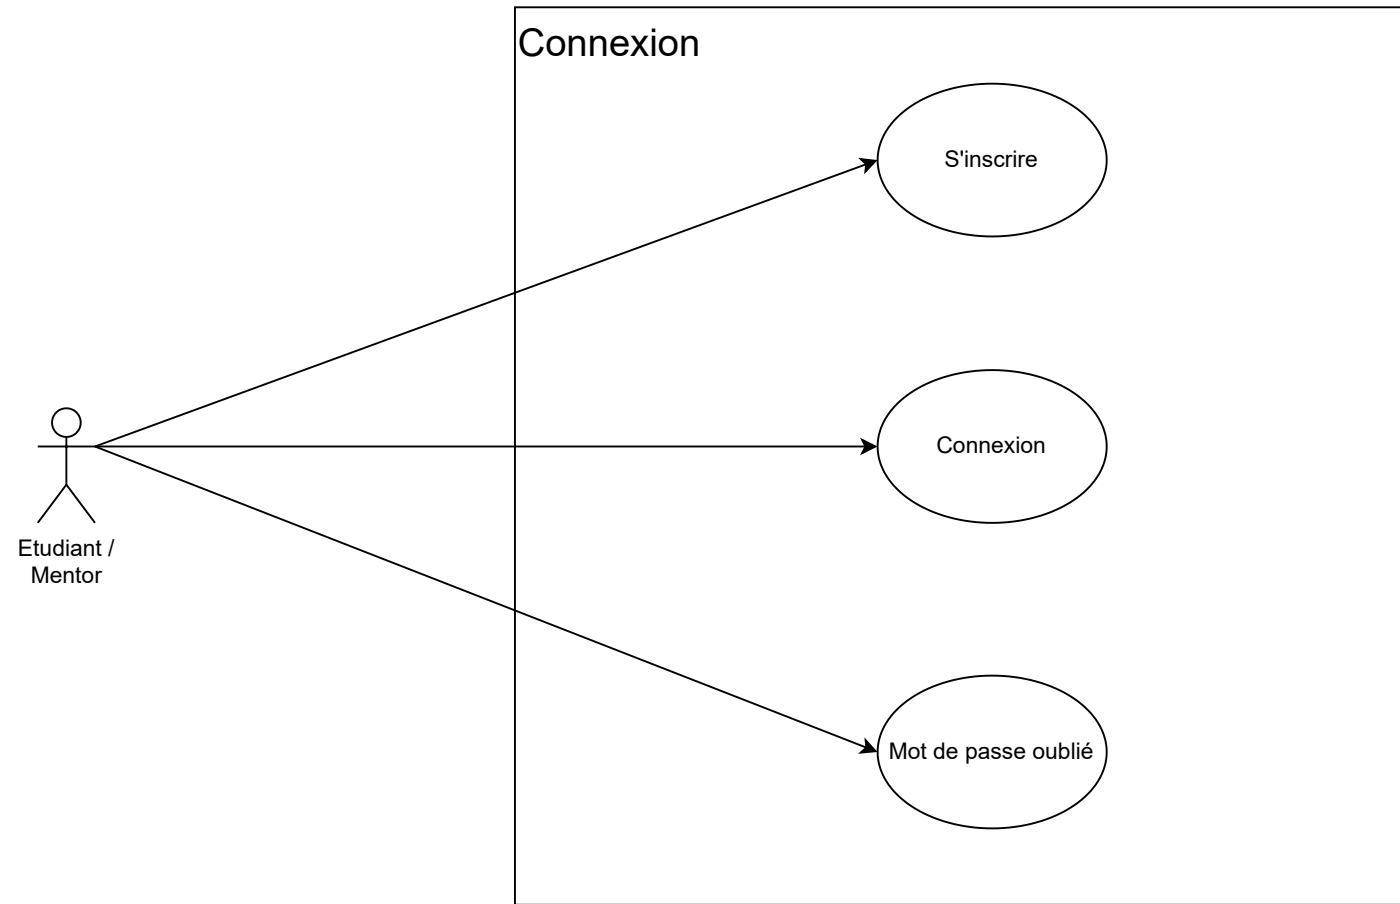 Connexion
S'inscrire
Connexion
Etudiant /
Mentor
Mot de passe oublié